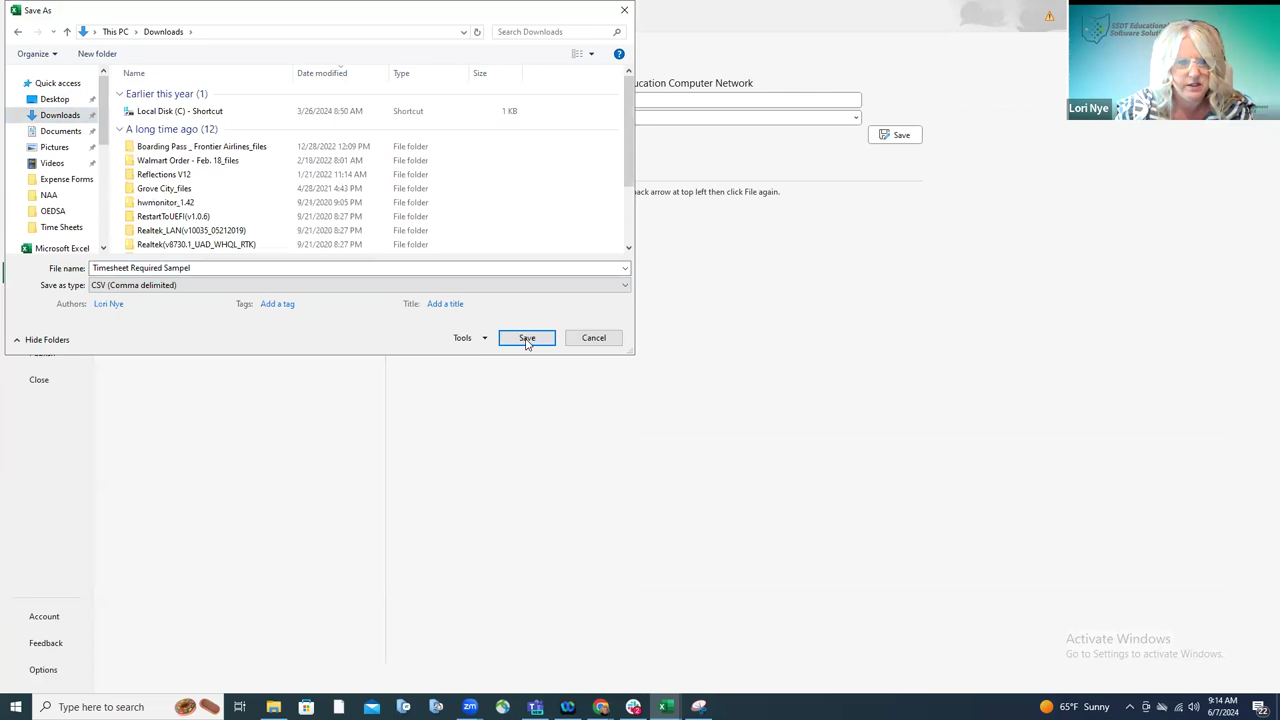 Save As
This PC > Downloads >
Search Downloads
Organize
New folder
Quick access
Desktop
Downloads
Documents
Pictures
Videos
Expense Forms
NAA
OEDSA
Time Sheets
Microsoft Excel
Name Date modified Type Size
Earlier this year (1)
Local Disk (C) - Shortcut 3/26/2024 8:50 AM Shortcut 1 KB
A long time ago (12)
Boarding Pass _ Frontier Airlines_files 12/28/2022 12:09 PM File folder
Walmart Order - Feb. 18_files 2/18/2022 8:01 AM File folder
Reflections V12 1/21/2022 11:14 AM File folder
Grove City_files 4/28/2021 4:43 PM File folder
hwmonitor_1.42 9/21/2020 9:05 PM File folder
RestartToUEFI(v1.0.6) 9/21/2020 8:27 PM File folder
Realtek_LAN(v10035_05212019) 9/21/2020 8:27 PM File folder
Realtek(v8730.1_UAD_WHQL_RTK) 9/21/2020 8:27 PM File folder
File name: Timesheet Required Sampel
Save as type: CSV (Comma delimited)
Authors: Lori Nye Tags: Add a tag Title: Add a title
Hide Folders
Tools Save Cancel
ucation Computer Network
Save
ack arrow at top left then click File again.
SSDT Educational
Software Solutions
Lori Nye
Close
Account
Feedback
Options
Activate Windows
Go to Settings to activate Windows.
Type here to search
zm
65°F Sunny
9:14 AM
6/7/2024
22